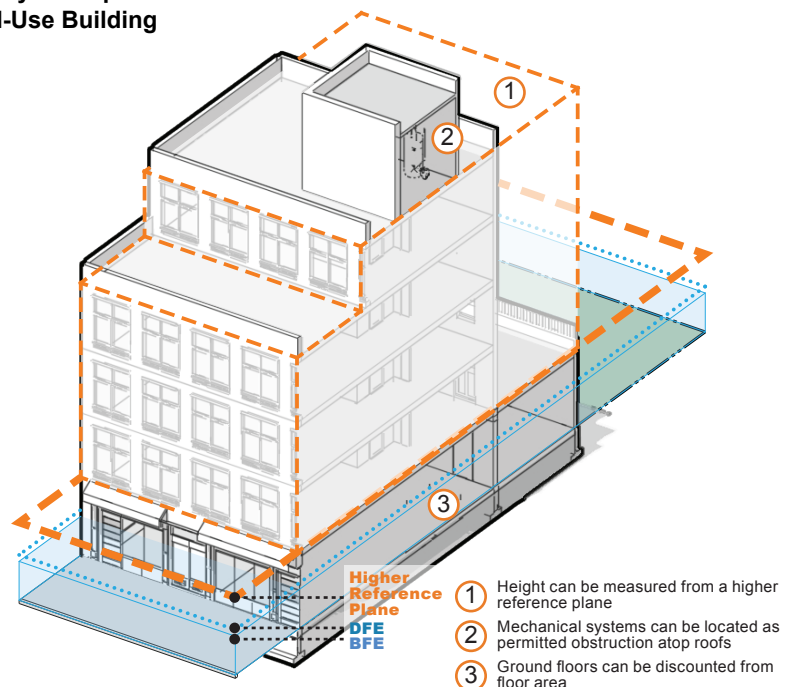 l-Use Building
1
2
3
Higher
Reference
Plane
DFE
BFE
1 Height can be measured from a higher
reference plane
2 Mechanical systems can be located as
permitted obstruction atop roofs
3 Ground floors can be discounted from
floor area